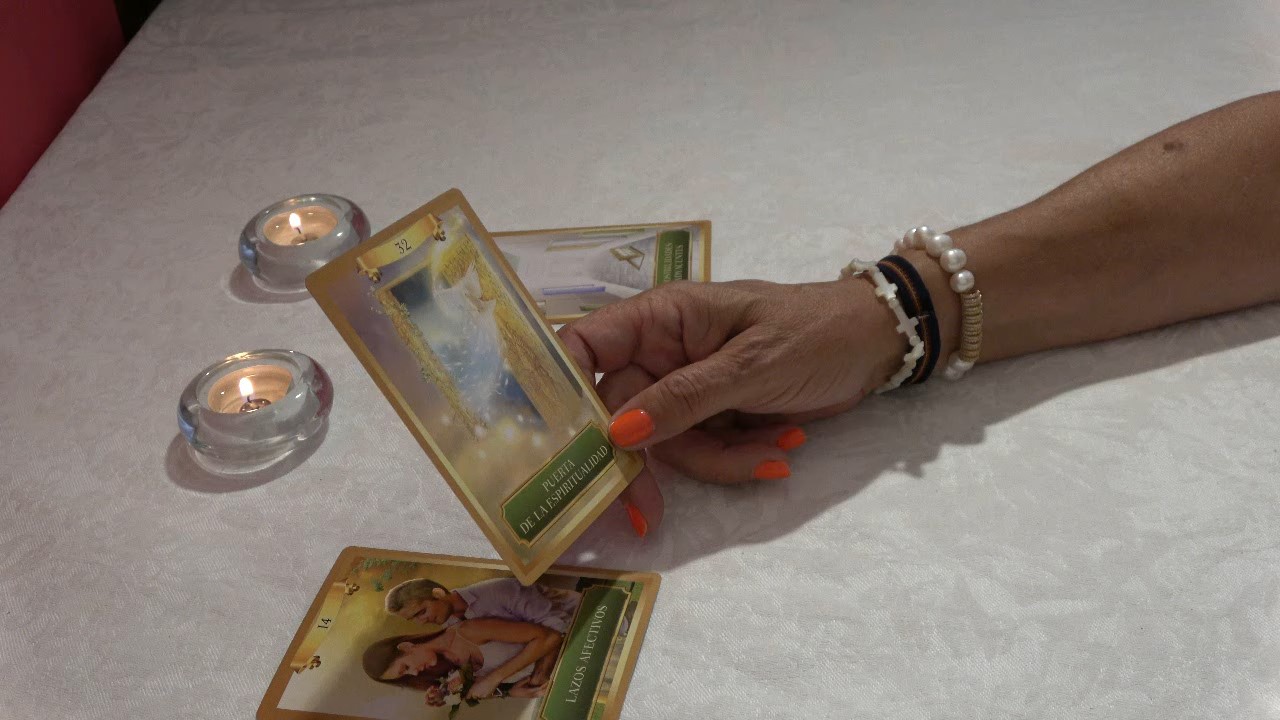 32
PUERTA
DE LA ESPIRITUALIDAD
14
LAZOS AFECTIVOS